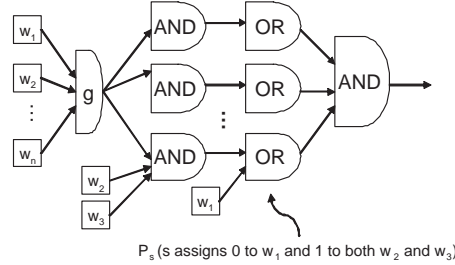 w1
w2
...
wn
g
AND
OR
AND
OR
AND
...
AND
OR
w2
w3
w1
Ps (s assigns 0 to w1 and 1 to both w2 and w3)